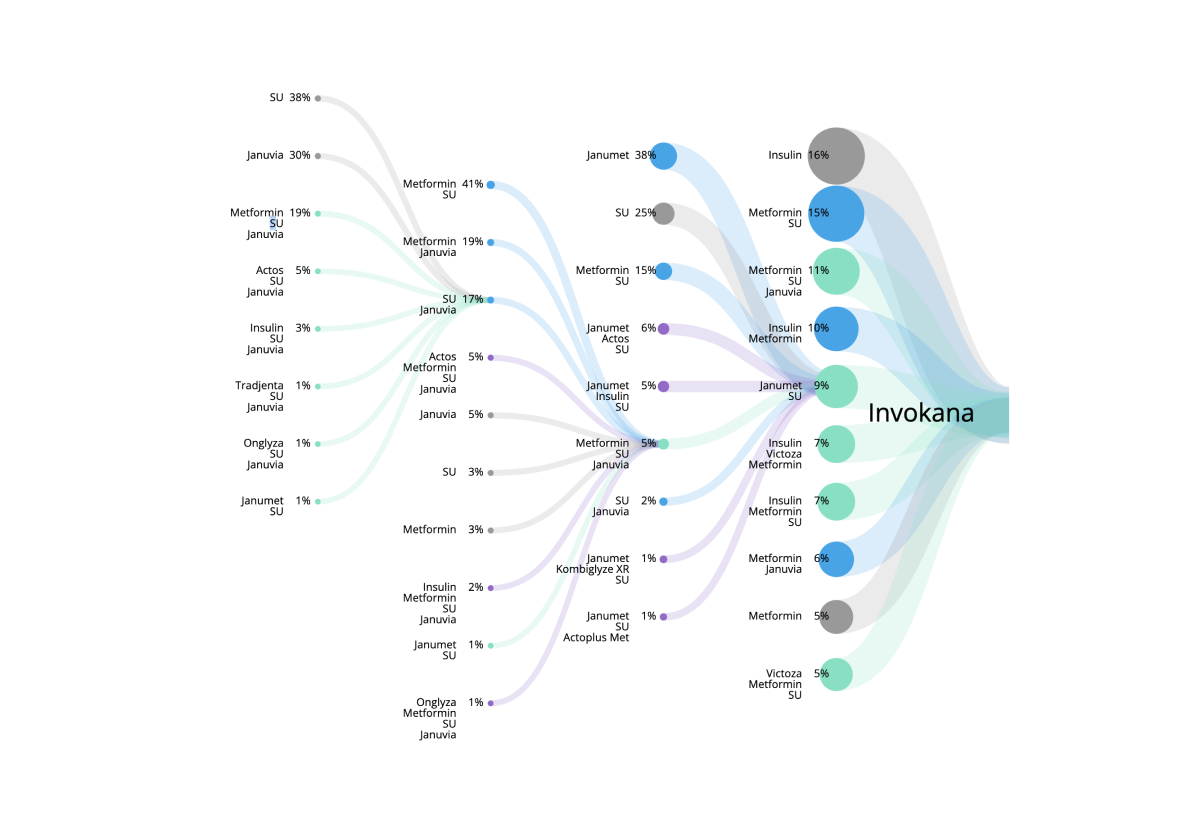 SU 38%
Januvia 30%
Metformin 19%
SU
Januvia
Actos 5%
SU
Januvia
Insulin 3%
SU
Januvia
Tradjenta 1%
SU
Januvia
Onglyza 1%
SU
Januvia
Janumet 1%
SU
Metformin 41%
SU
Metformin 19%
Januvia
SU 17%
Januvia
Actos 5%
Metformin
SU
Januvia
Januvia 5%
SU 3%
Metformin 3%
Insulin 2%
Metformin
SU
Januvia
Janumet 1%
SU
Onglyza 1%
Metformin
SU
Januvia
Janumet 38%
SU 25%
Metformin 15%
SU
Janumet 6%
Actos
SU
Janumet 5%
Insulin
SU
Metformin 5%
SU
Januvia
SU 2%
Januvia
Janumet 1%
Kombiglyze XR
SU
Janumet 1%
SU
Actoplus Met
Insulin 16%
Metformin 15%
SU
Metformin 11%
SU
Januvia
Insulin 10%
Metformin
Janumet 9%
SU
Insulin 7%
Victoza
Metformin
Insulin 7%
Metformin
SU
Metformin 6%
Januvia
Metformin 5%
Victoza 5%
Metformin
SU
Invokana